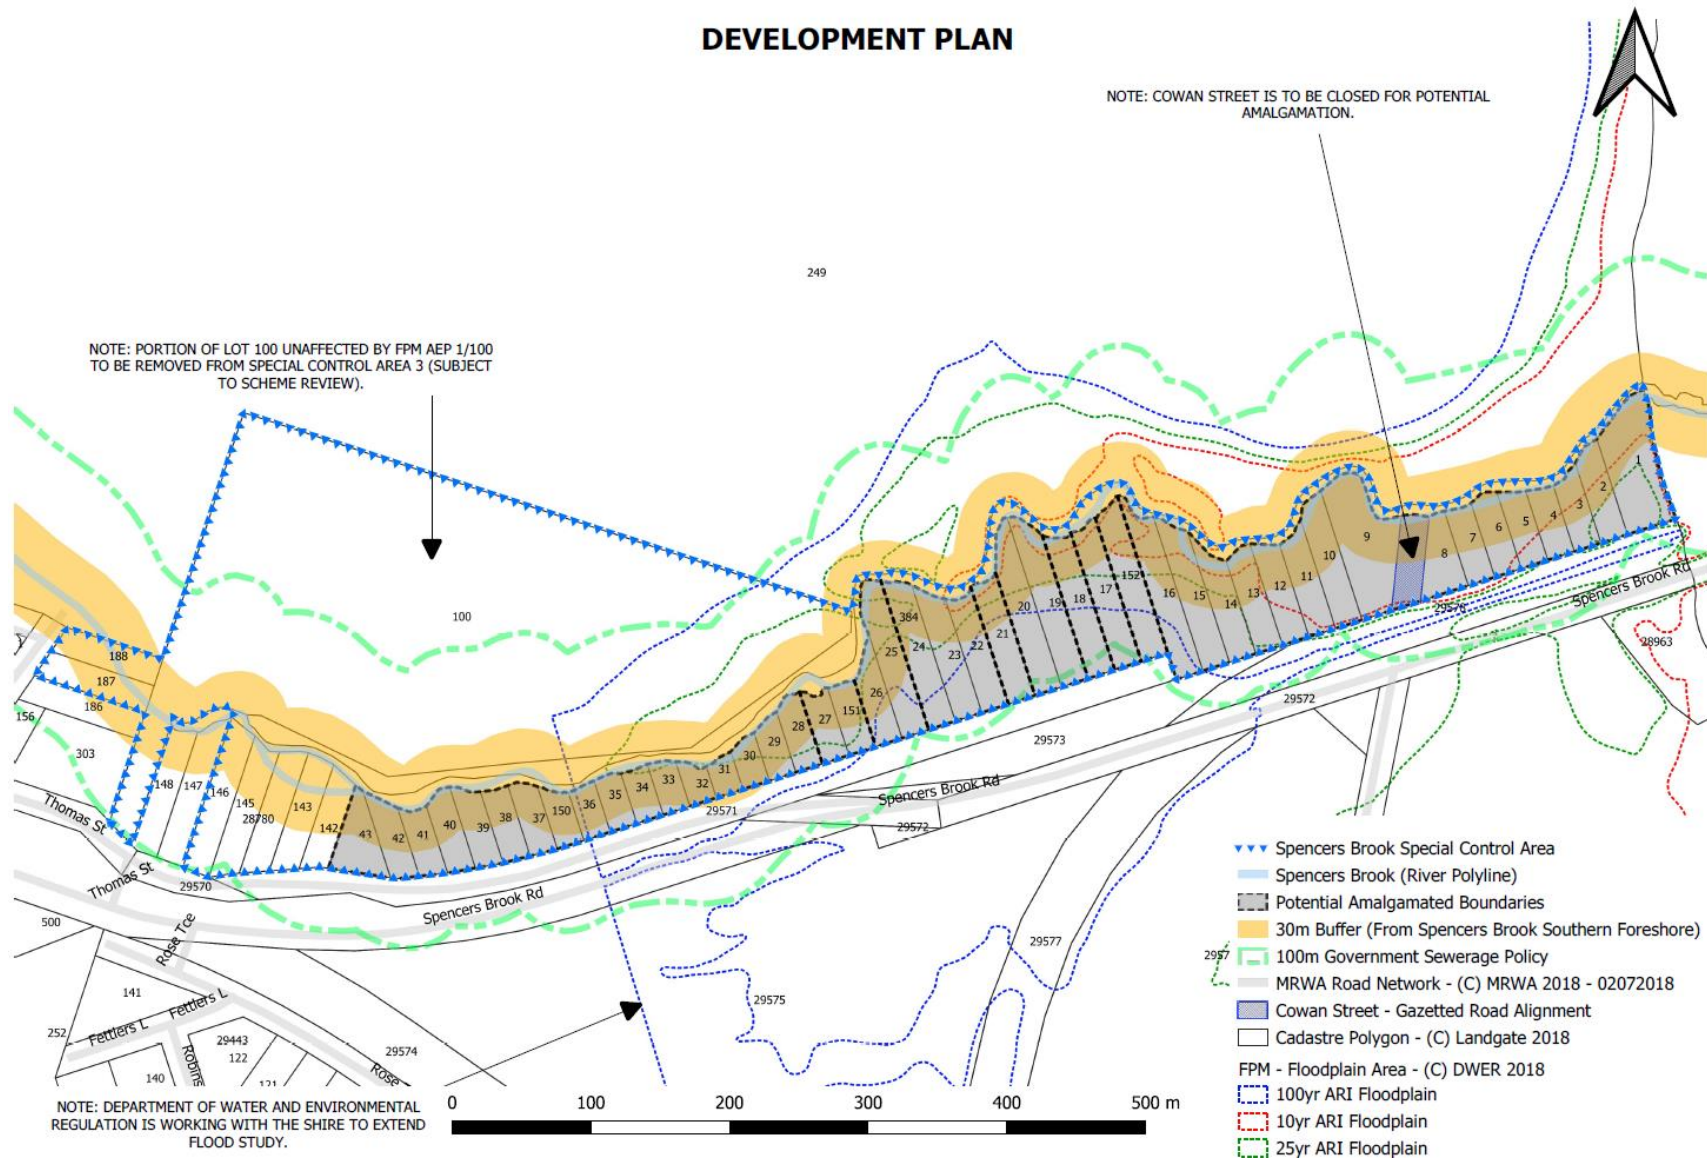 DEVELOPMENT PLAN
NOTE: COWAN STREET IS TO BE CLOSED FOR POTENTIAL
AMALGAMATION.
249
NOTE: PORTION OF LOT 100 UNAFFECTED BY FPM AEP 1/100
TO BE REMOVED FROM SPECIAL CONTROL AREA 3 (SUBJECT
TO SCHEME REVIEW).
100
188
187
186
156
303
148
147
146
145
28780
143
142
43
42
41
40
39
38
37
150
36
35
34
33
32
31
30
29
28
27
151
26
25
384
24
23
22
21
20
19
18
17
152
16
15
14
13
12
11
10
9
8
7
6
5
4
3
2
1
29576
Spencers Brook Rd
28963
29572
29573
Spencers Brook Rd
29572
29571
Spencers Brook Rd
Thomas St
Thomas St
29570
500
Rose Tce
141
Fettlers L
Fettlers L
252
29443
122
140
Robins
121
29574
Rose
29575
29577
2957
Spencers Brook Special Control Area
Spencers Brook (River Polyline)
Potential Amalgamated Boundaries
30m Buffer (From Spencers Brook Southern Foreshore)
100m Government Sewerage Policy
MRWA Road Network - (C) MRWA 2018 - 02072018
Cowan Street - Gazetted Road Alignment
Cadastre Polygon - (C) Landgate 2018
FPM - Floodplain Area - (C) DWER 2018
100yr ARI Floodplain
10yr ARI Floodplain
25yr ARI Floodplain
NOTE: DEPARTMENT OF WATER AND ENVIRONMENTAL
REGULATION IS WORKING WITH THE SHIRE TO EXTEND
FLOOD STUDY.
0 100 200 300 400 500 m